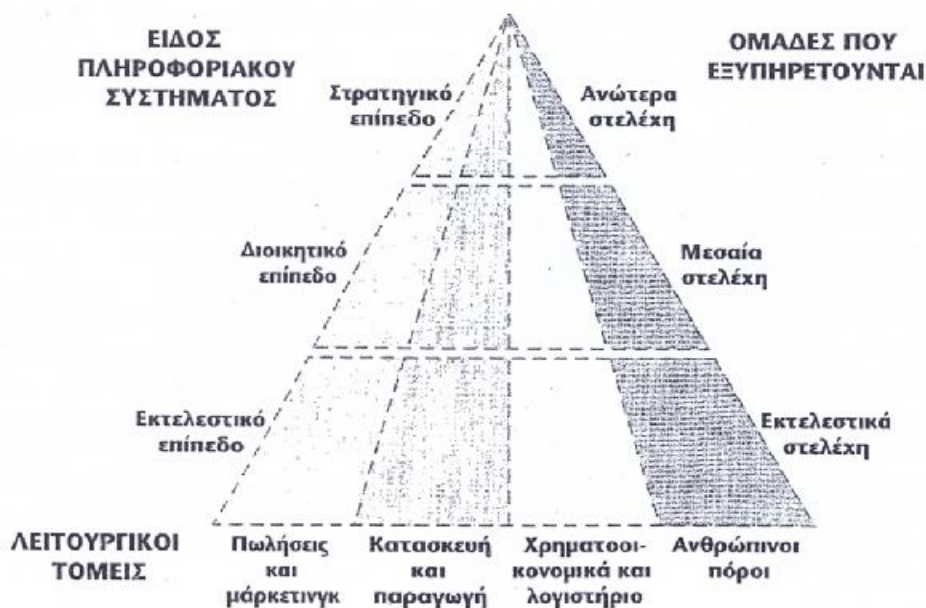 ΕΙΔΟΣ
ΠΛΗΡΟΦΟΡΙΑΚΟΥ
ΣΥΣΤΗΜΑΤΟΣ
ΟΜΑΔΕΣ ΠΟΥ
ΕΞΥΠΗΡΕΤΟΥΝΤΑΙ
Στρατηγικό
επίπεδο
Ανώτερα
στελέχη
Διοικητικό
επίπεδο
Μεσαία
στελέχη
Εκτελεστικό
επίπεδο
Εκτελεστικά
στελέχη
ΛΕΙΤΟΥΡΓΙΚΟΙ
ΤΟΜΕΙΣ
Πωλήσεις
και
μάρκετινγκ
Κατασκευή
και
παραγωγή
Χρηματοοι-
κονομικά και
λογιστήριο
Ανθρώπινοι
πόροι